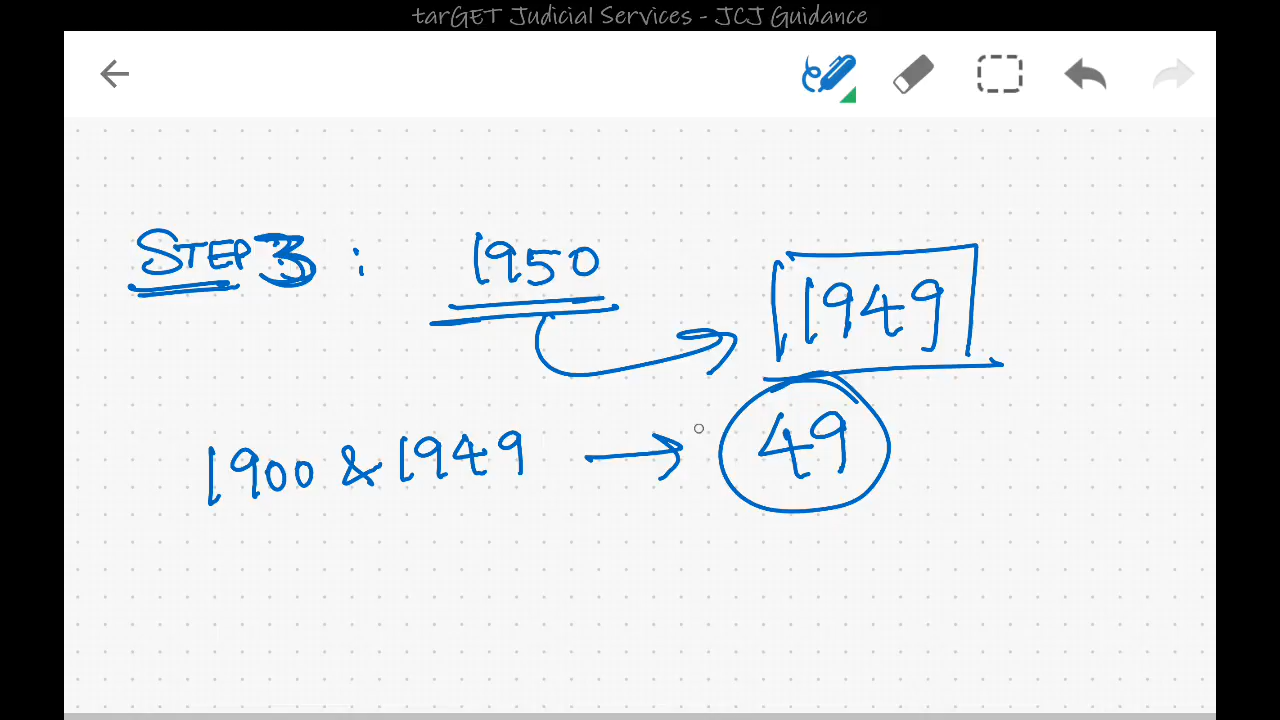 tarGET Judicial Services - JCJ Guidance
STEP 3 : 1950
1949
1900 & 1949 → 49